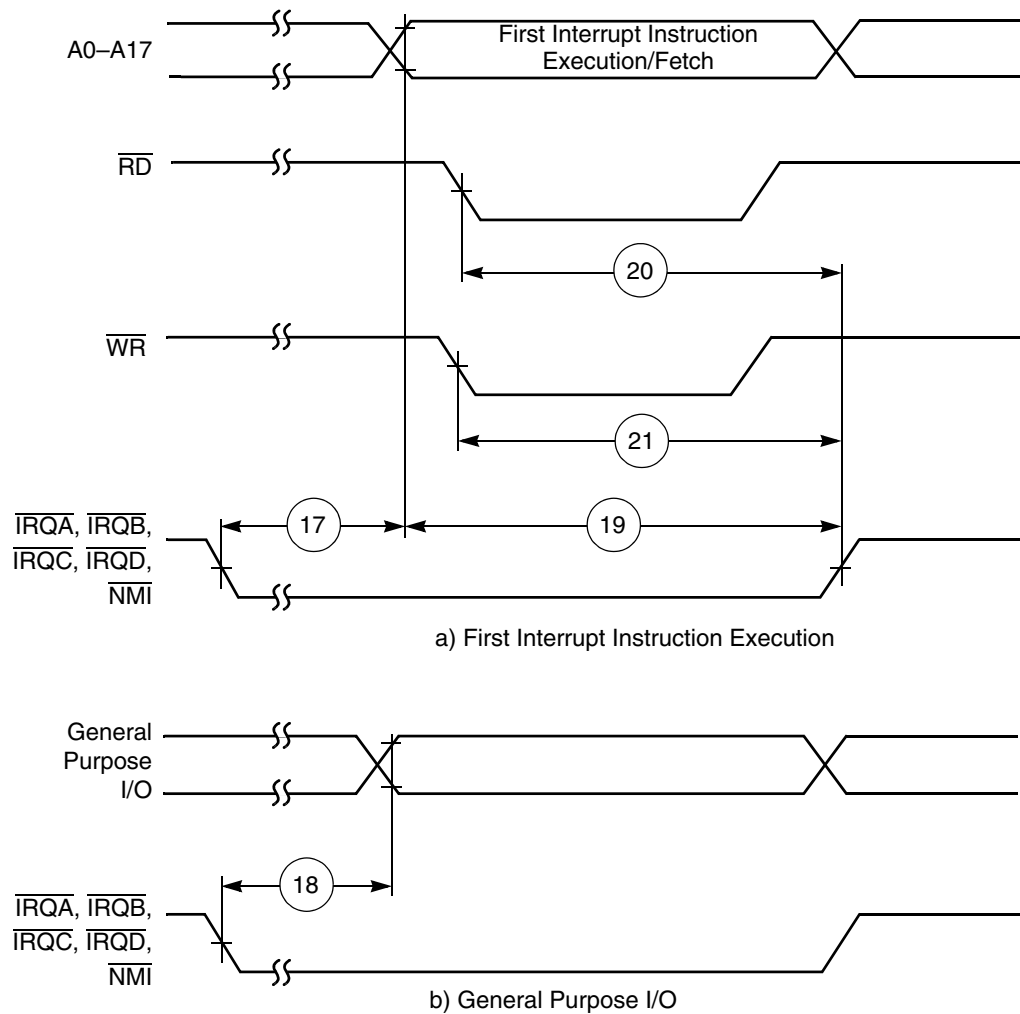 A0–A17
First Interrupt Instruction
Execution/Fetch
RD
20
WR
21
IRQA, IRQB,
IRQC, IRQD,
NMI
17
19
a) First Interrupt Instruction Execution
General
Purpose
I/O
18
IRQA, IRQB,
IRQC, IRQD,
NMI
b) General Purpose I/O